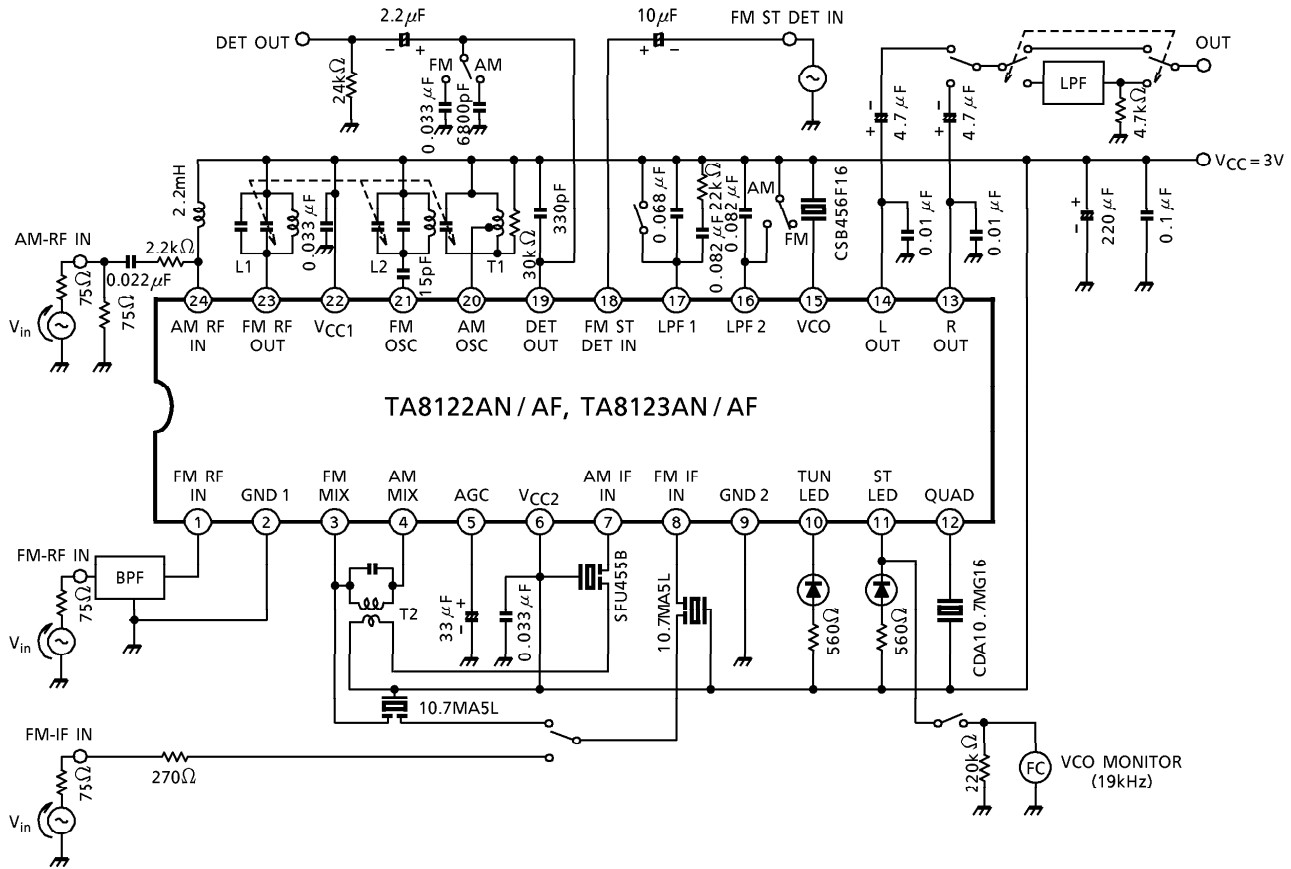 2.2μF
10μF
FM ST DET IN
DET OUT
OUT
FM
AM
24kΩ
0.033μF
6800pF
4.7μF
4.7μF
LPF
4.7kΩ
VCC=3V
2.2mH
0.033μF
330pF
0.068μF
22kΩ
0.082μF
0.082μF
AM
FM
CSB456F16
0.01μF
0.01μF
220μF
0.1μF
AM-RF IN
2.2kΩ
0.022μF
75Ω
75Ω
Vin
L1
L2
15pF
T1
30kΩ
24 23 22 21 20 19 18 17 16 15 14 13
AM RF IN
FM RF OUT
VCC1
FM OSC
AM OSC
DET OUT
FM ST DET IN
LPF1
LPF2
VCO
L OUT
R OUT
TA8122AN/AF, TA8123AN/AF
FM RF IN
GND 1
FM MIX
AM MIX
AGC
VCC2
AM IF IN
FM IF IN
GND 2
TUN LED
ST LED
QUAD
1 2 3 4 5 6 7 8 9 10 11 12
FM-RF IN
BPF
75Ω
Vin
T2
33μF
0.033μF
SFU455B
10.7MA5L
560Ω
560Ω
CDA10.7MG16
10.7MA5L
FM-IF IN
75Ω
270Ω
Vin
220kΩ
FC
VCO MONITOR
(19kHz)